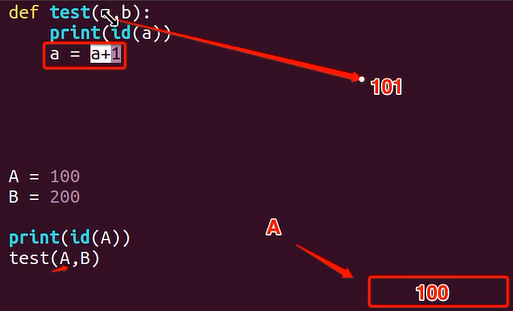 def test(a,b):
    print(id(a))
    a = a+1
101
A = 100
B = 200
print(id(A))
A
test(A,B)
100